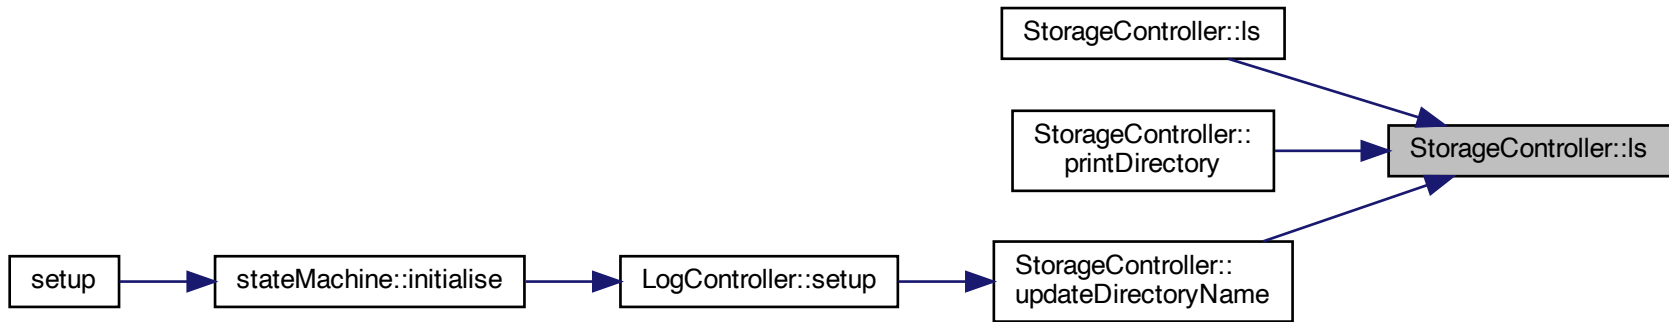 StorageController::ls
StorageController::
printDirectory
StorageController::ls
setup
stateMachine::initialise
LogController::setup
StorageController::
updateDirectoryName